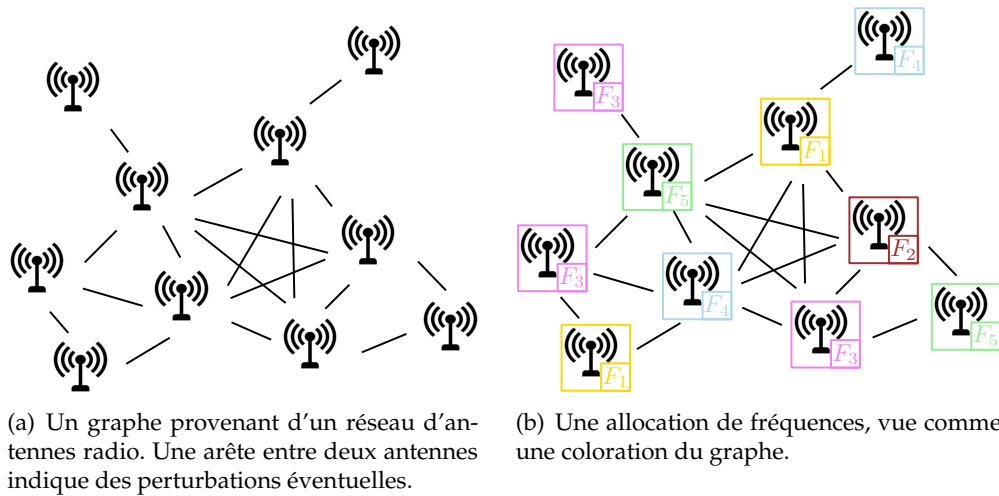 F₄
F₃
F₁
F₅
F₂
F₃
F₄
F₃
F₅
F₁
(a) Un graphe provenant d'un réseau d'an-
tennes radio. Une arête entre deux antennes
indique des perturbations éventuelles.
(b) Une allocation de fréquences, vue comme
une coloration du graphe.